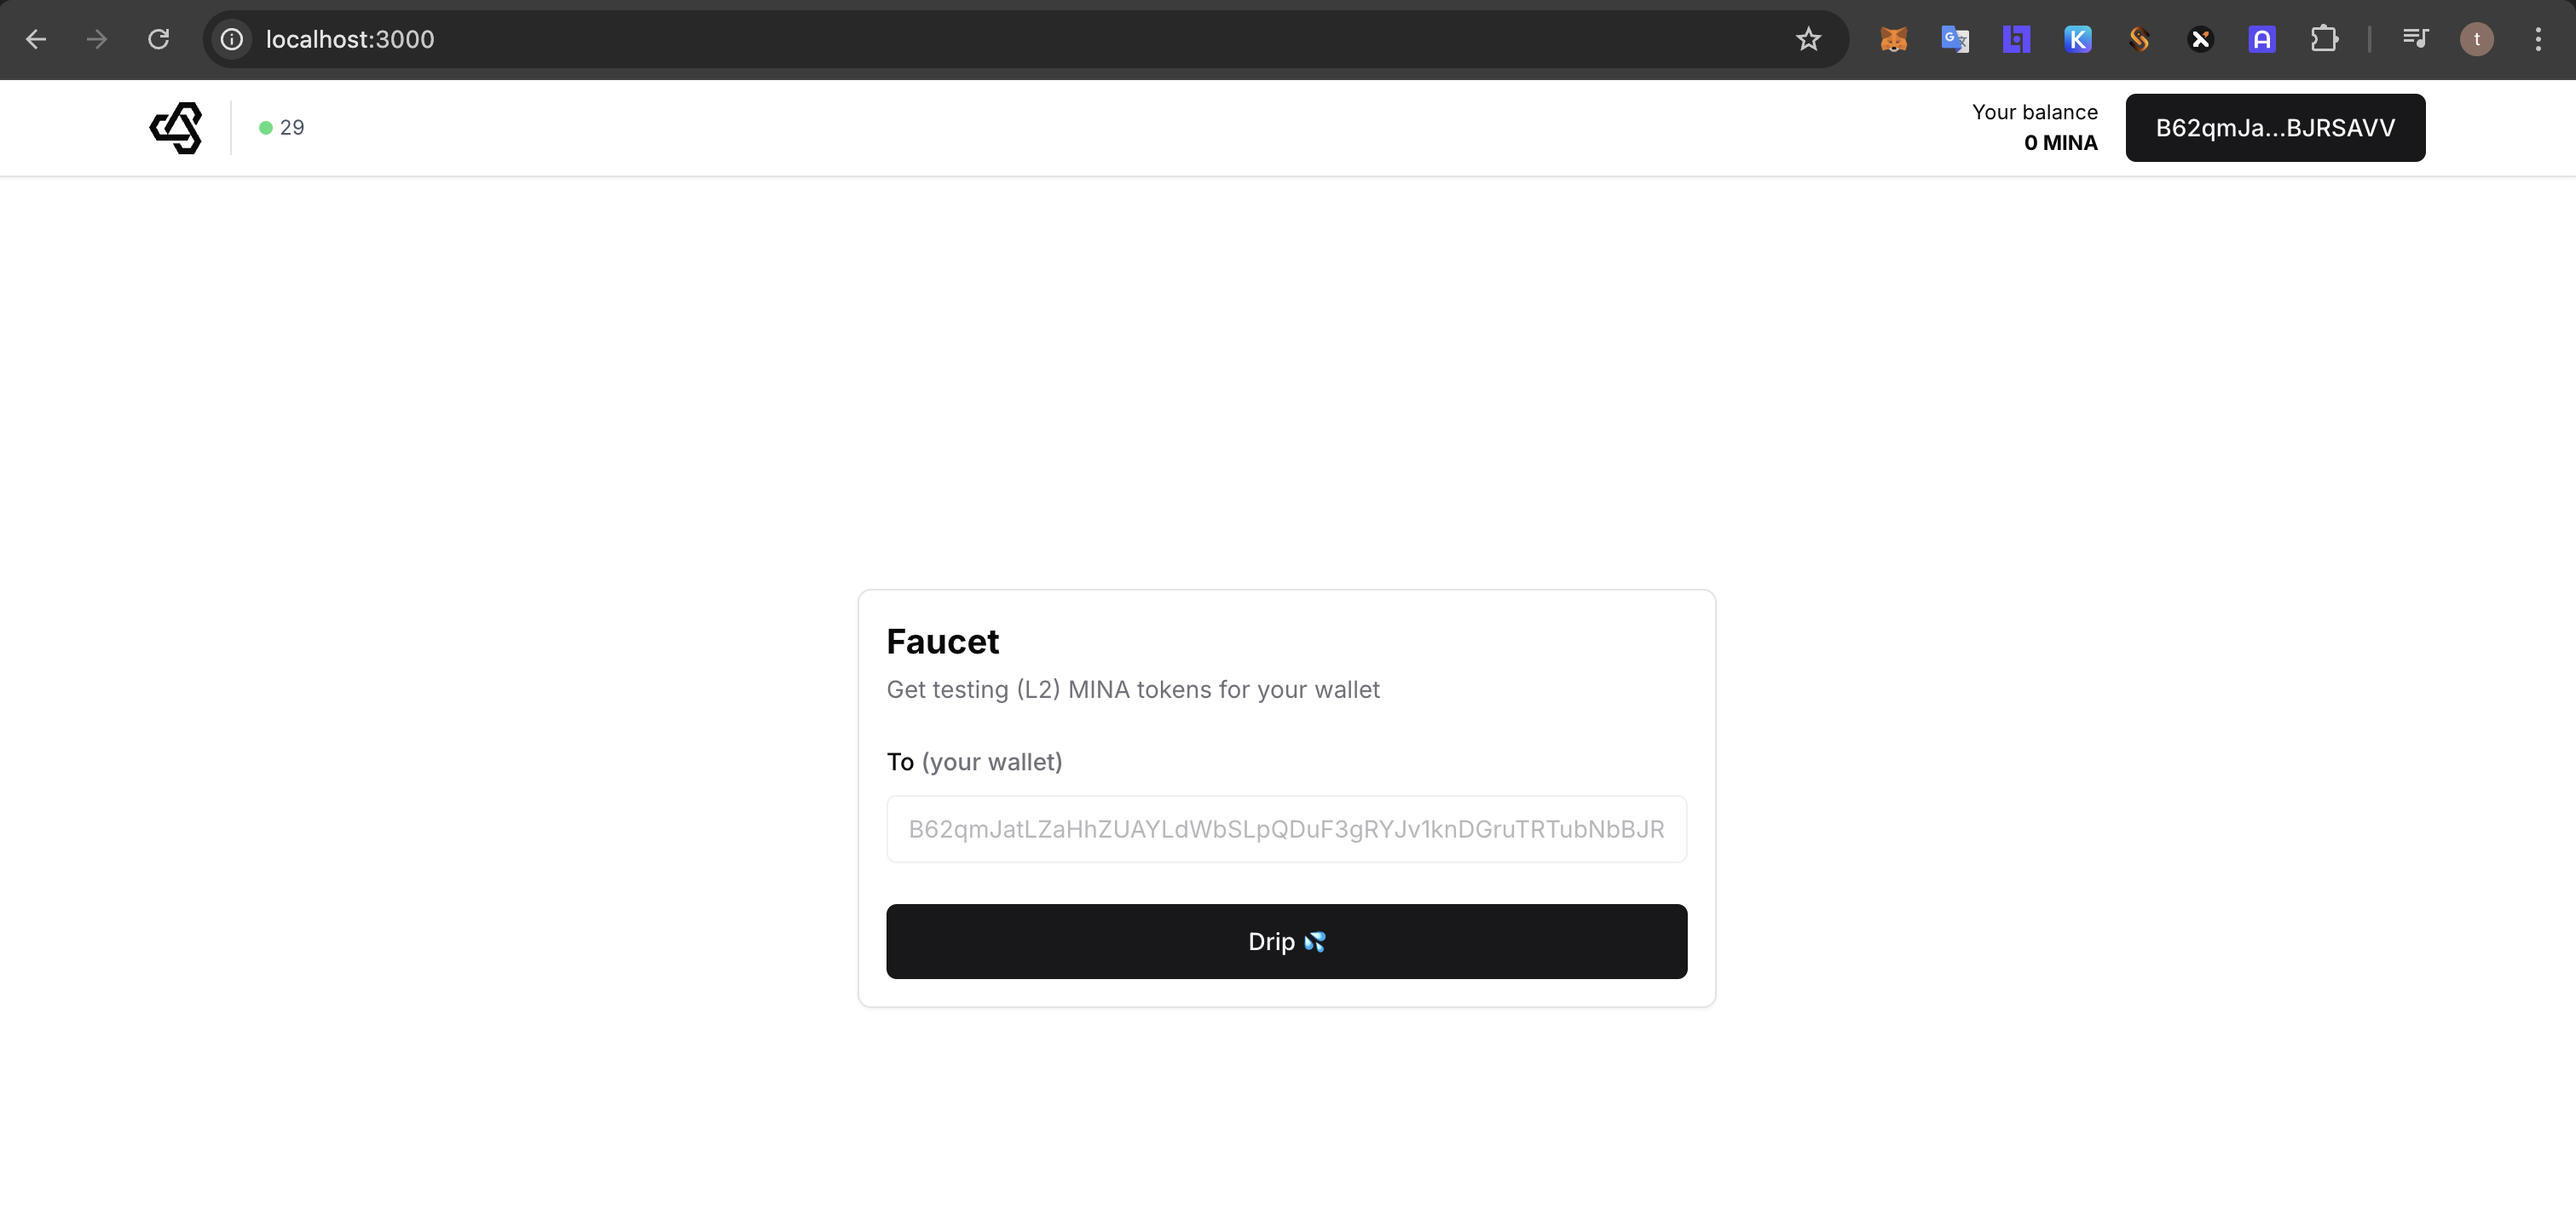 localhost:3000
t
29
Your balance
0 MINA
B62qmJa...BJRSAVV
Faucet
Get testing (L2) MINA tokens for your wallet
To (your wallet)
B62qmJatLZaHhZUAYLdWbSLpQDuF3gRYJv1knDGruTRTubNbBJR
Drip 💦